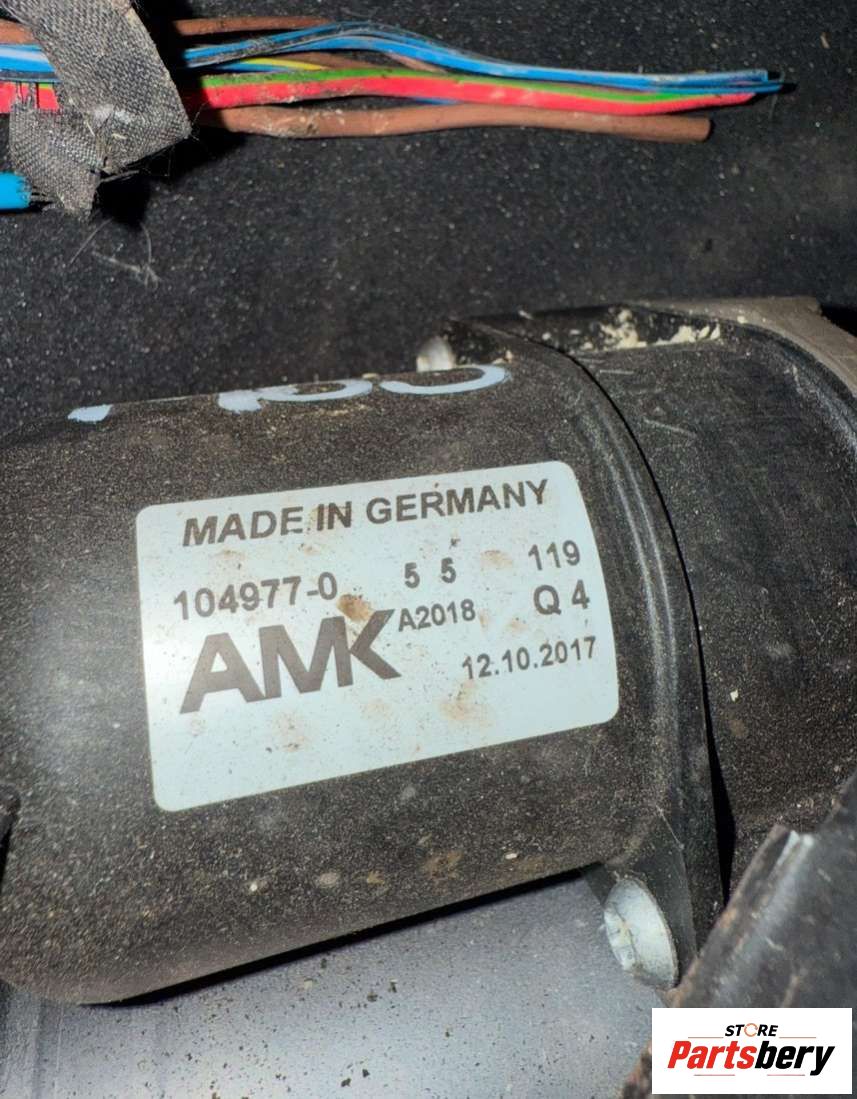 MADE IN GERMANY
104977-0 5 5 119
AMK A2018 Q 4
12.10.2017
STORE
Partsbery